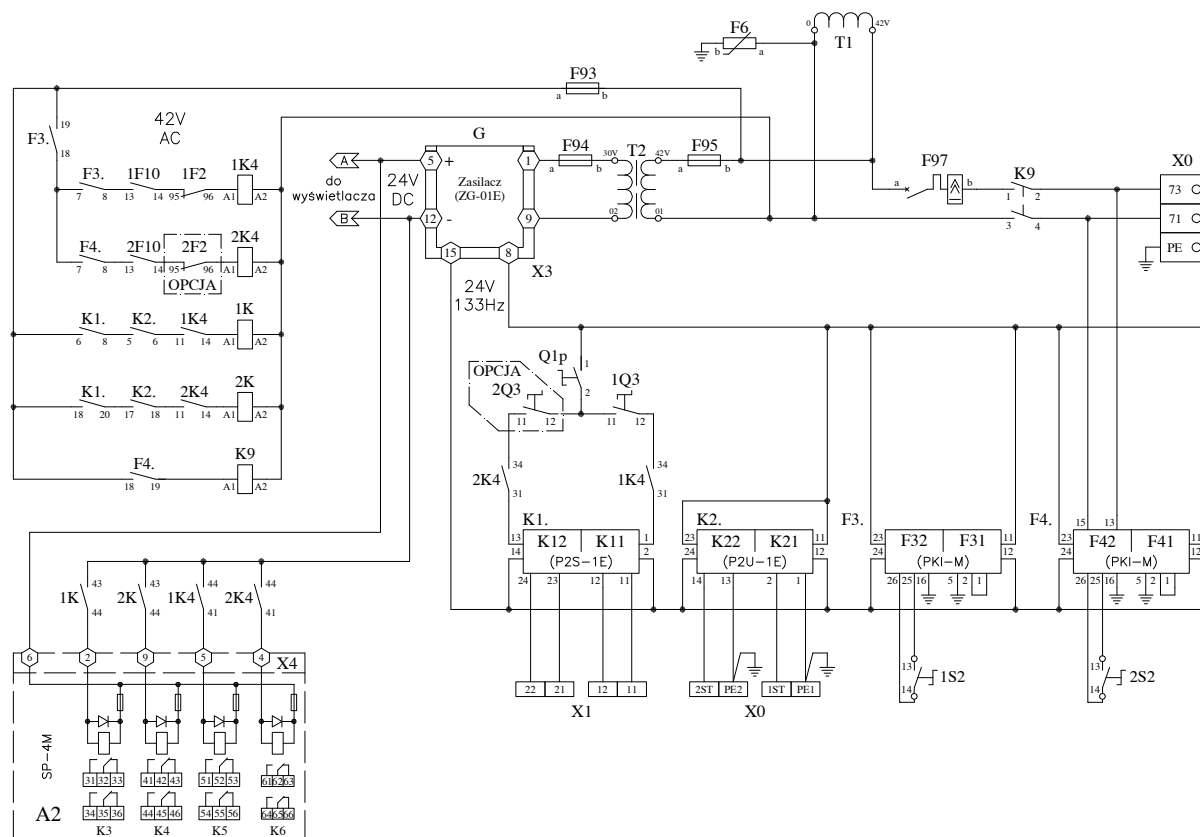 F6
b
a
0
42V
T1
F93
a
b
42V
AC
F3.
19
18
A
do
wyświetlacza
B
24V
DC
G
5
+
12
-
1
9
15
8
Zasilacz
(ZG-01E)
X3
24V
133Hz
F94
a
b
T2
30V
02
42V
01
F95
a
b
F97
a
b
K9
1
2
3
4
X0
73
71
PE
F3.
7
8
1F10
13
14
1F2
95
96
1K4
A1
A2
F4.
7
8
2F10
13
14
2F2
95
96
OPCJA
2K4
A1
A2
K1.
6
8
K2.
5
6
1K4
11
14
1K
A1
A2
K1.
18
20
K2.
17
18
2K4
11
14
2K
A1
A2
F4.
18
19
K9
A1
A2
Q1p
1
2
OPCJA
2Q3
11
12
1Q3
11
12
2K4
34
31
1K4
34
31
K1.
K12
K11
(P2S-1E)
13
14
1
2
24
23
12
11
K2.
K22
K21
(P2U-1E)
23
24
11
12
14
13
2
1
F3.
F32
F31
(PKI-M)
23
24
11
12
26
25
16
5
2
1
F4.
15
13
F42
F41
(PKI-M)
23
24
11
12
26
25
16
5
2
1
22
21
12
11
X1
2ST
PE2
1ST
PE1
X0
13
14
1S2
13
14
2S2
1K
43
44
2K
43
44
1K4
44
41
2K4
44
41
6
2
9
5
4
X4
SP-4M
A2
31 32 33
41 42 43
51 52 53
61 62 63
34 35 36
44 45 46
54 55 56
64 65 66
K3
K4
K5
K6